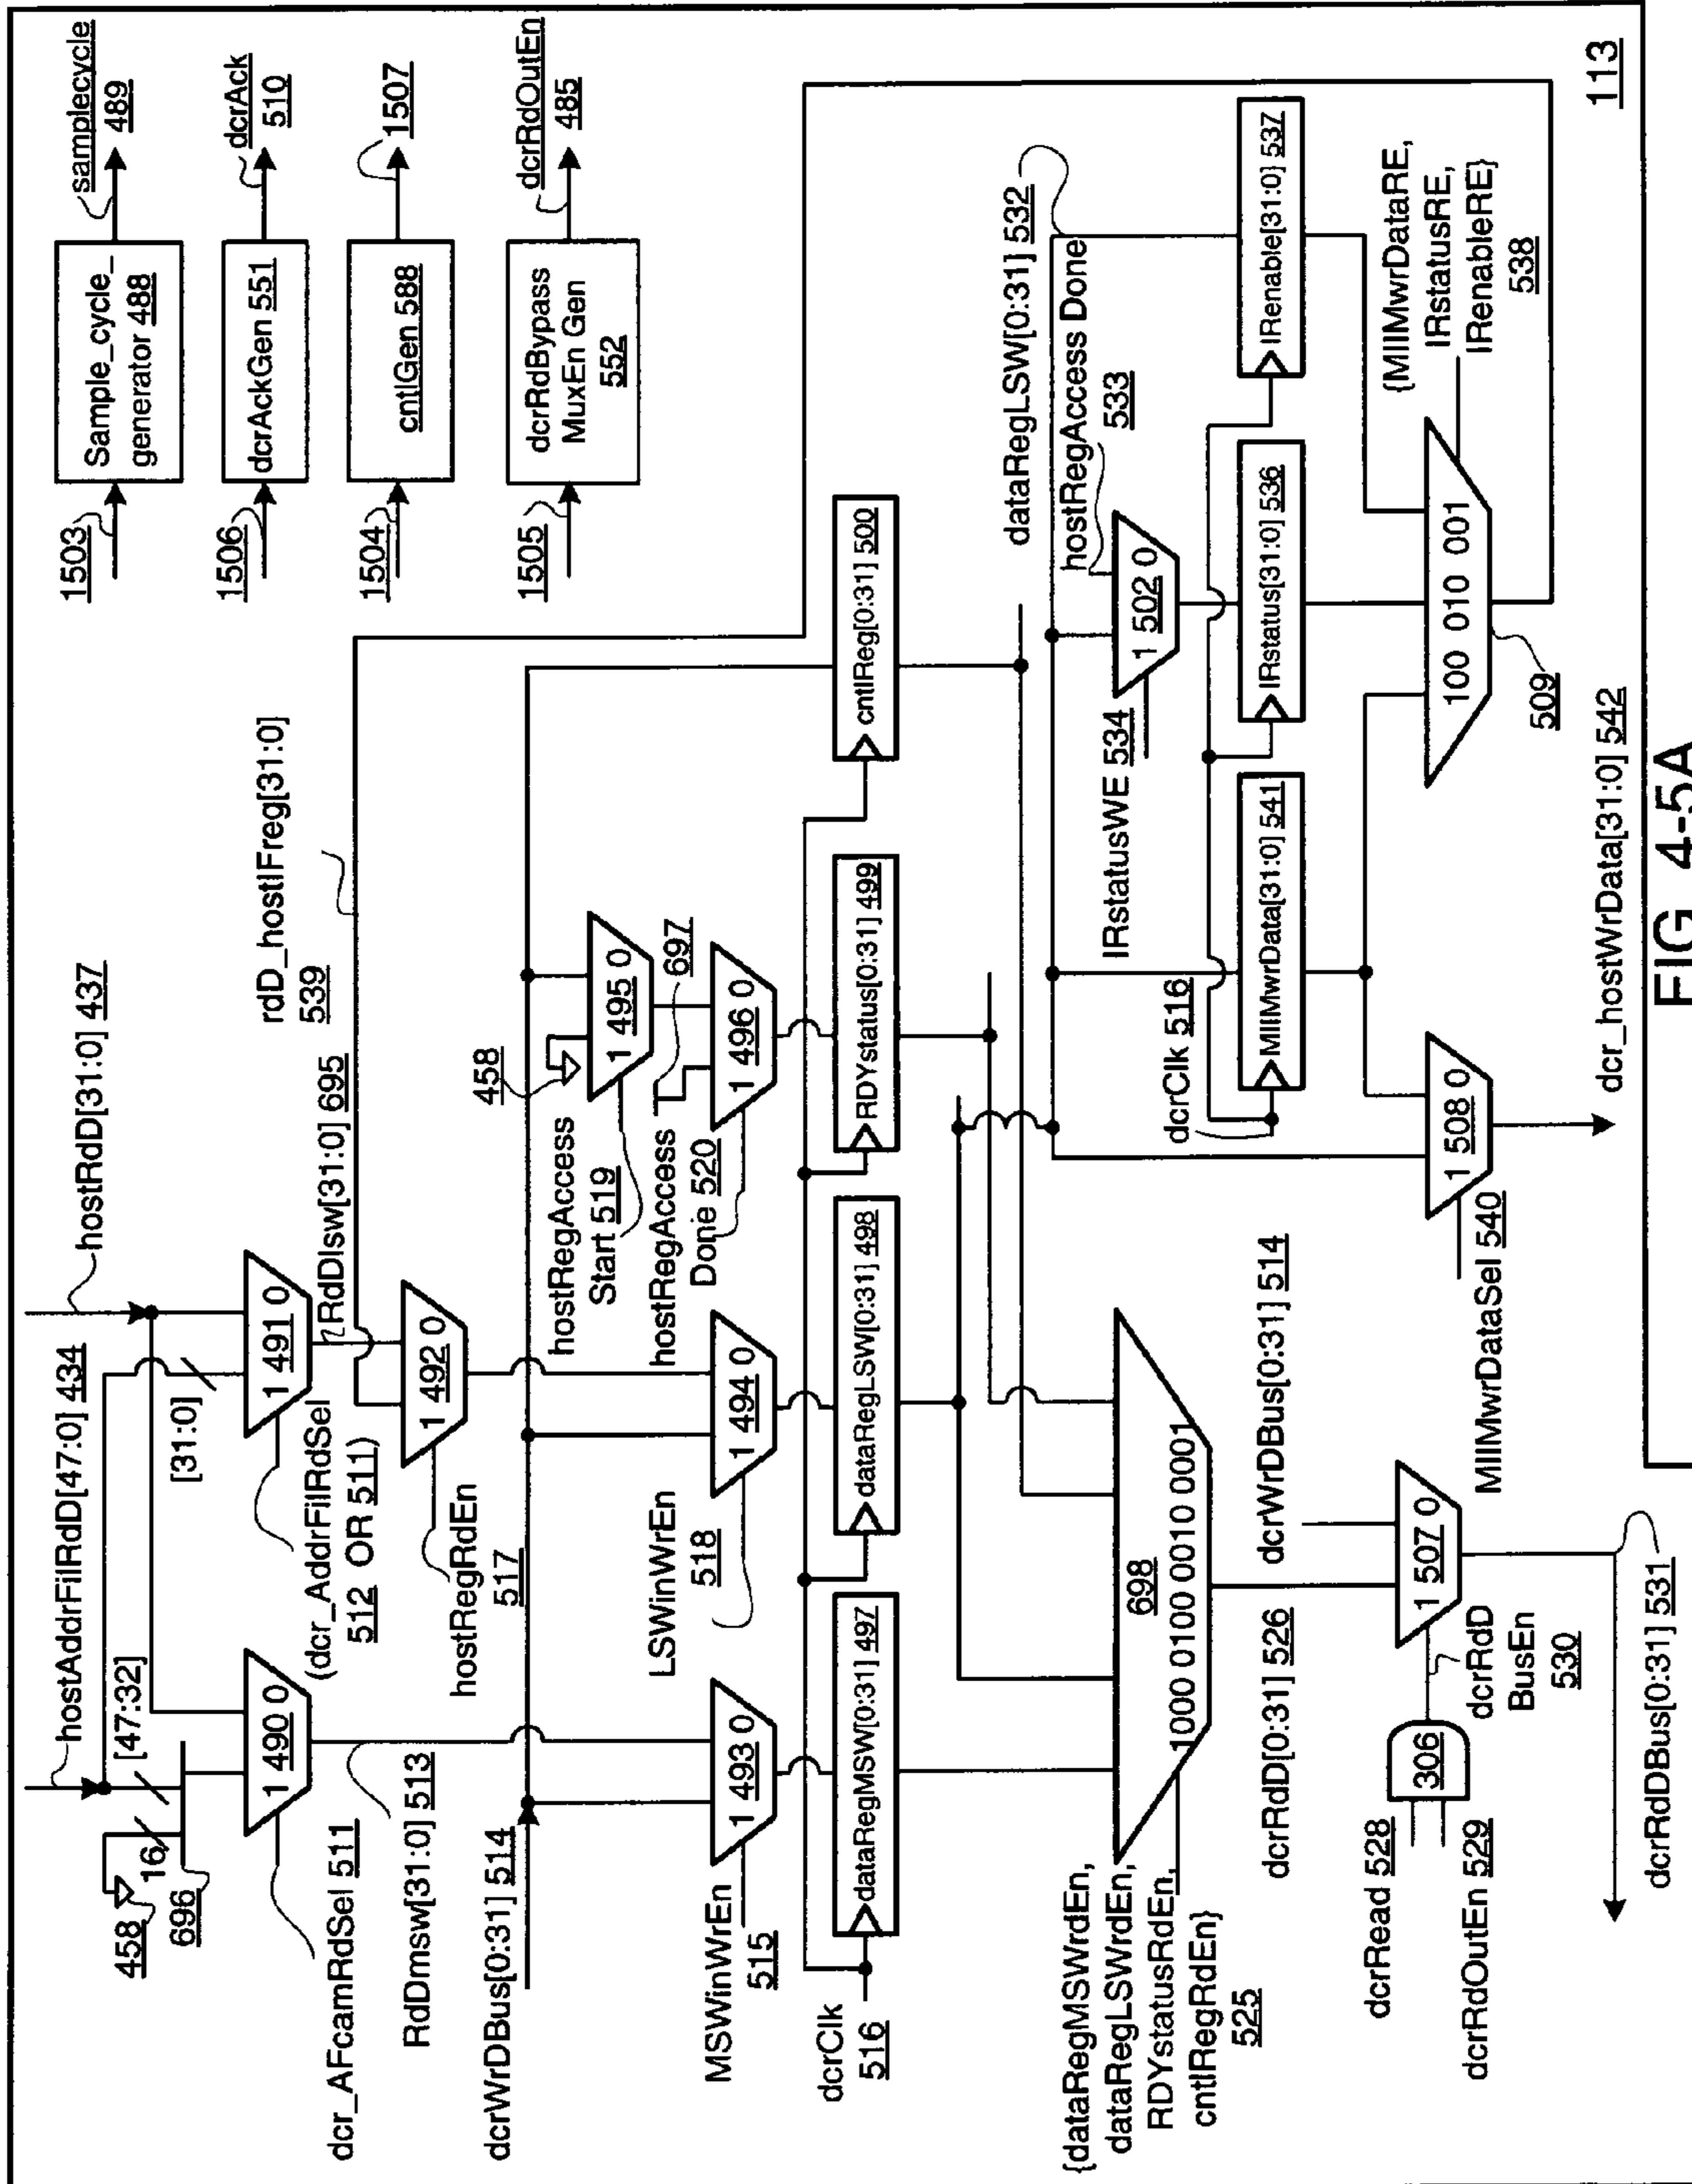 hostAddrFilRdD[47:0] 434
hostRdD[31:0] 437
458
16
[47:32]
696
[31:0]
1 490 0
1 491 0
RdDlsw[31:0] 695
rdD_hostIFreg[31:0]
539
dcr_AFcamRdSel 511
(dcr_AddrFilRdSel
512 OR 511)
RdDmsw[31:0] 513
1 492 0
hostRegRdEn
517
dcrWrDBus[0:31] 514
458
1 495 0
hostRegAccess
Start 519
697
hostRegAccess
Done 520
1 496 0
MSWinWrEn
515
1 493 0
LSWinWrEn
518
1 494 0
dcrClk
516
dataRegMSW[0:31] 497
dataRegLSW[0:31] 498
RDYstatus[0:31] 499
cntlReg[0:31] 500
1503
Sample_cycle_
generator 488
samplecycle
489
1506
dcrAckGen 551
dcrAck
510
1504
cntlGen 588
1507
1505
dcrRdBypass
MuxEn Gen
552
dcrRdOutEn
485
{dataRegMSWrdEn,
dataRegLSWrdEn,
RDYstatusRdEn,
cntlRegRdEn}
525
698
1000 0100 0010 0001
dcrRdD[0:31] 526
dcrWrDBus[0:31] 514
dcrRead 528
dcrRdOutEn 529
306
dcrRdD
BusEn
530
1 507 0
dcrRdDBus[0:31] 531
dataRegLSW[0:31] 532
hostRegAccess Done
533
IRstatusWE 534
1 502 0
dcrClk 516
MIIMwrData[31:0] 541
IRstatus[31:0] 536
IRenable[31:0] 537
MIIMwrDataSel 540
1 508 0
100 010 001
509
{MIIMwrDataRE,
IRstatusRE,
IRenableRE}
538
dcr_hostWrData[31:0] 542
113
FIG. 4-5A